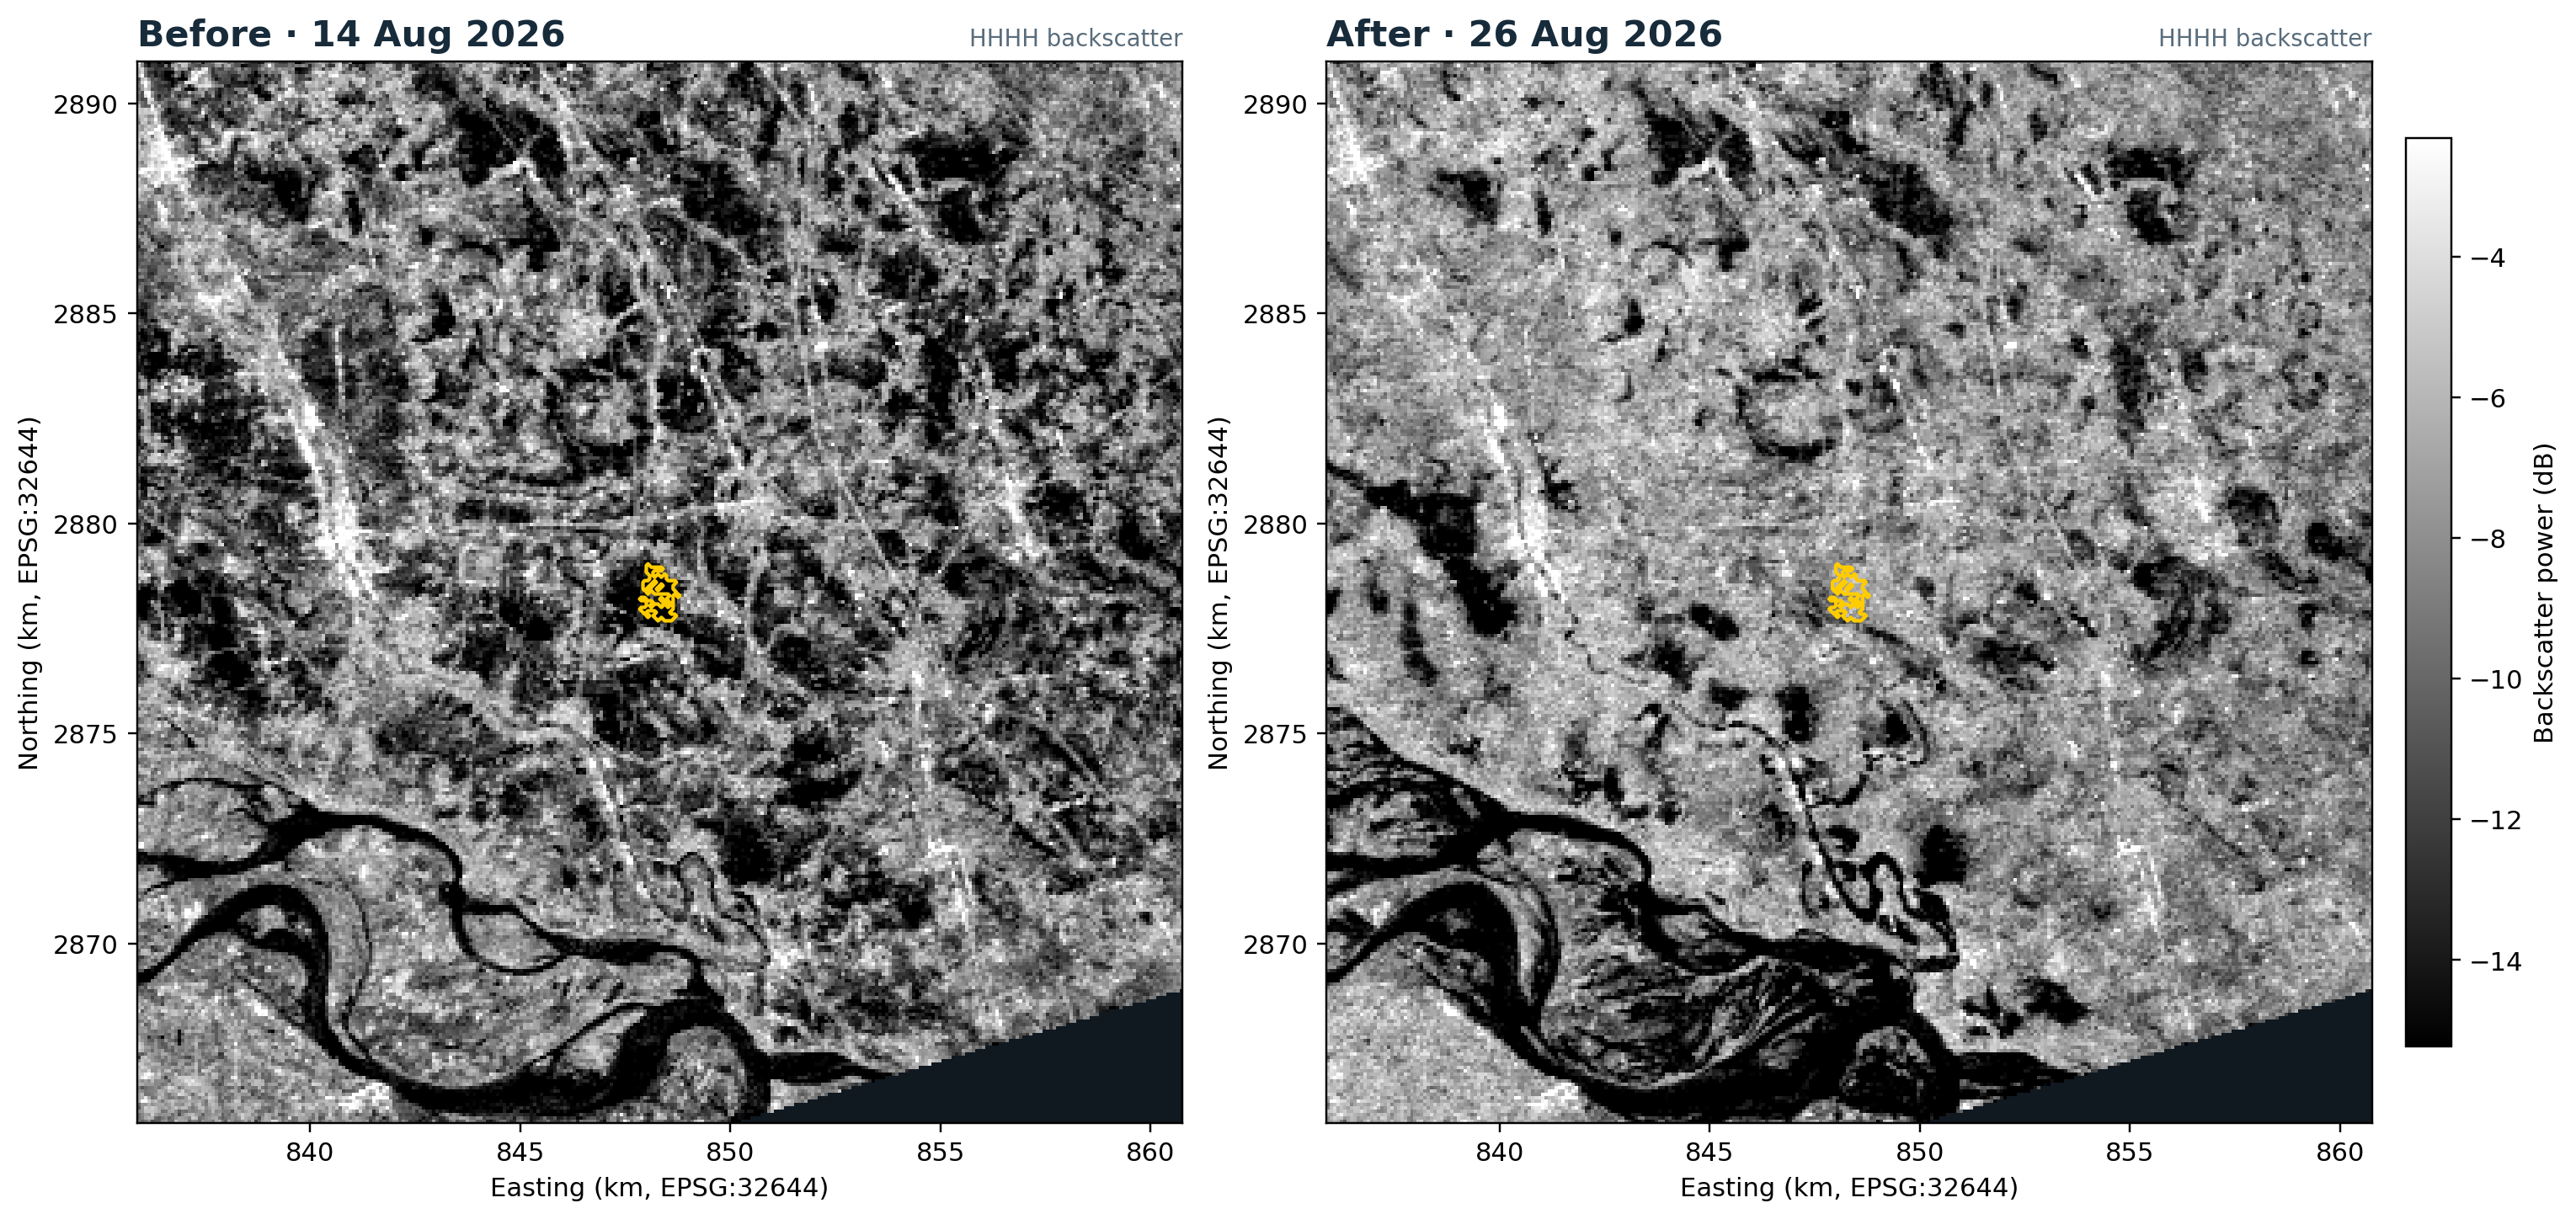 Before · 14 Aug 2026
HHHH backscatter
After · 26 Aug 2026
HHHH backscatter
2890
2885
2880
2875
2870
Northing (km, EPSG:32644)
840
845
850
855
860
Easting (km, EPSG:32644)
2890
2885
2880
2875
2870
Northing (km, EPSG:32644)
840
845
850
855
860
Easting (km, EPSG:32644)
−4
−6
−8
−10
−12
−14
Backscatter power (dB)